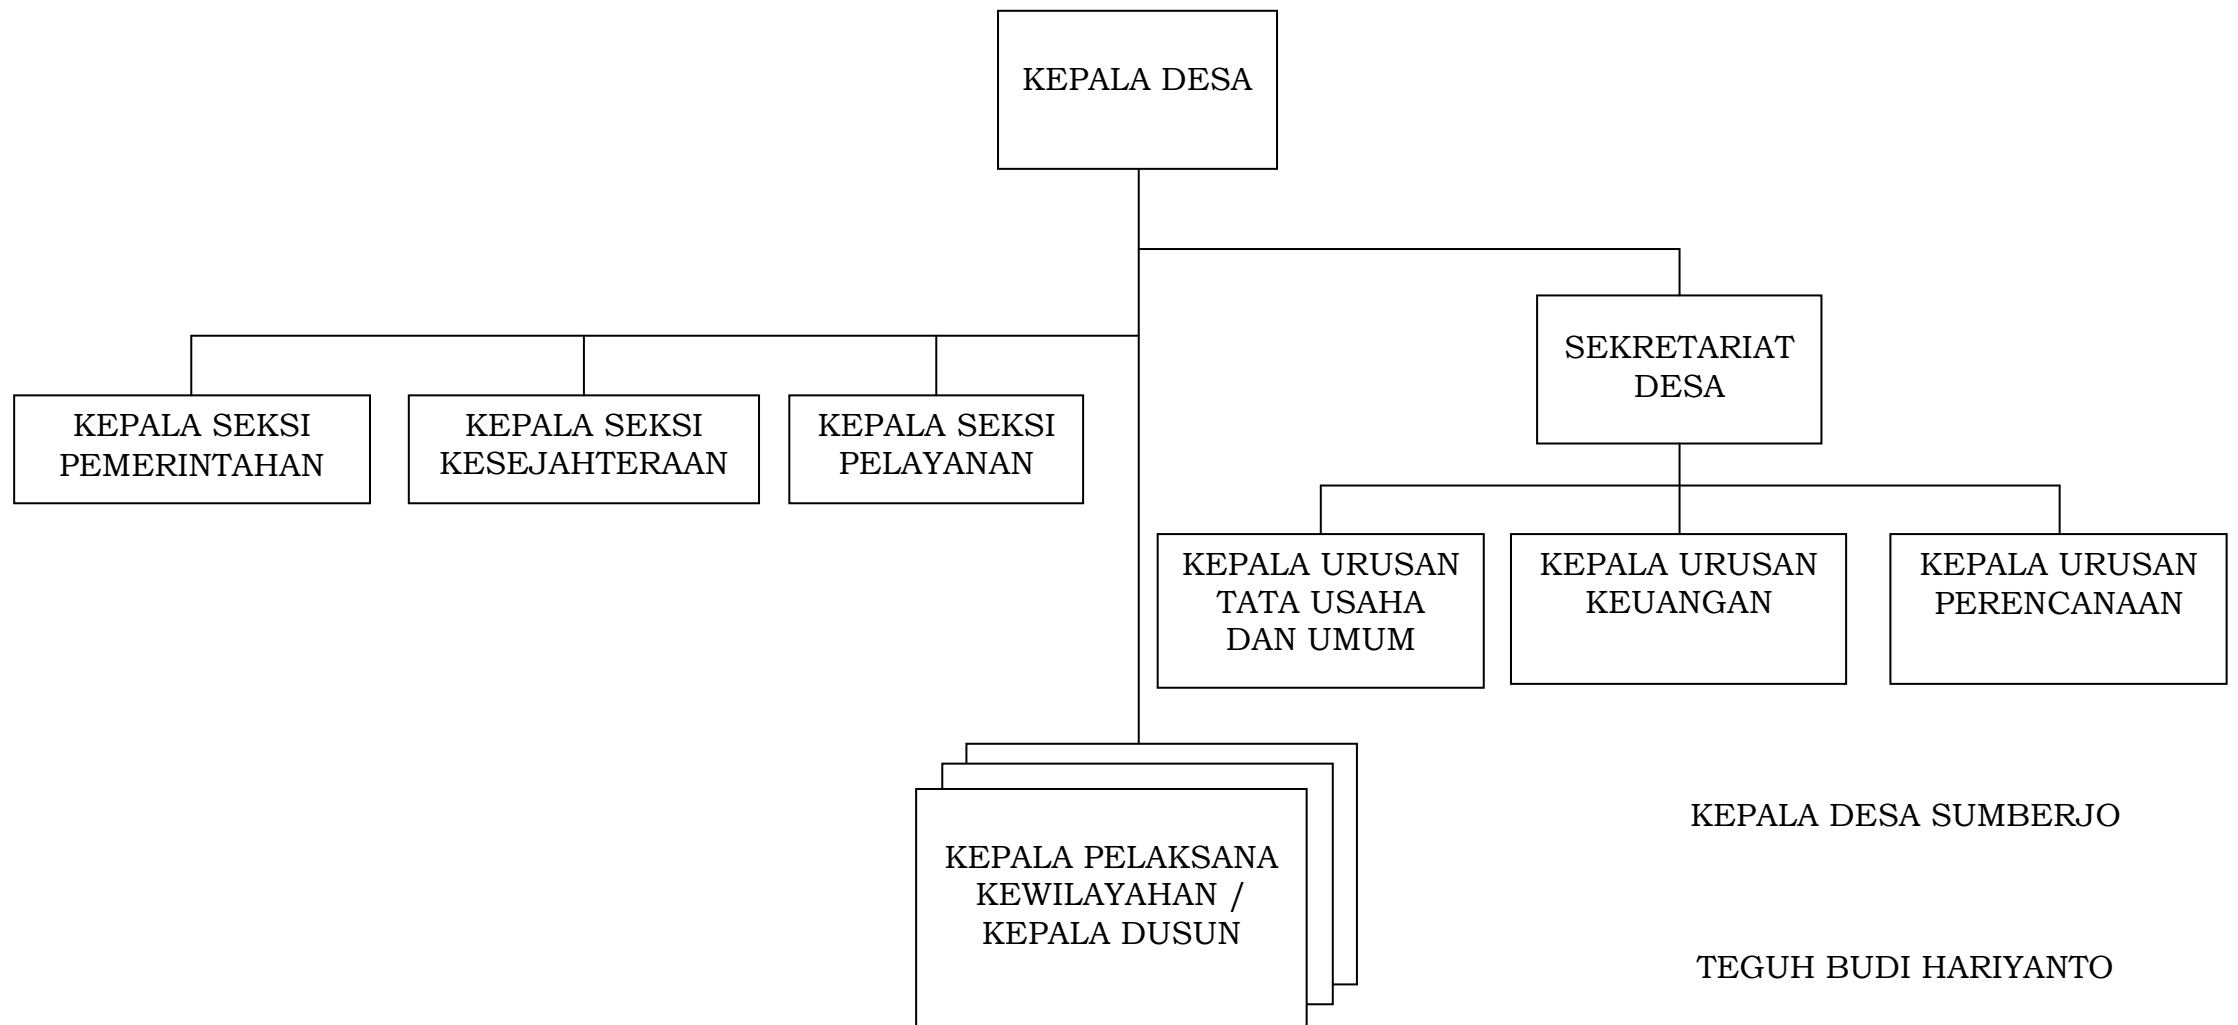 KEPALA DESA
SEKRETARIAT
DESA
KEPALA SEKSI
PEMERINTAHAN
KEPALA SEKSI
KESEJAHTERAAN
KEPALA SEKSI
PELAYANAN
KEPALA URUSAN
TATA USAHA
DAN UMUM
KEPALA URUSAN
KEUANGAN
KEPALA URUSAN
PERENCANAAN
KEPALA PELAKSANA
KEWILAYAHAN /
KEPALA DUSUN
KEPALA DESA SUMBERJO
TEGUH BUDI HARIYANTO